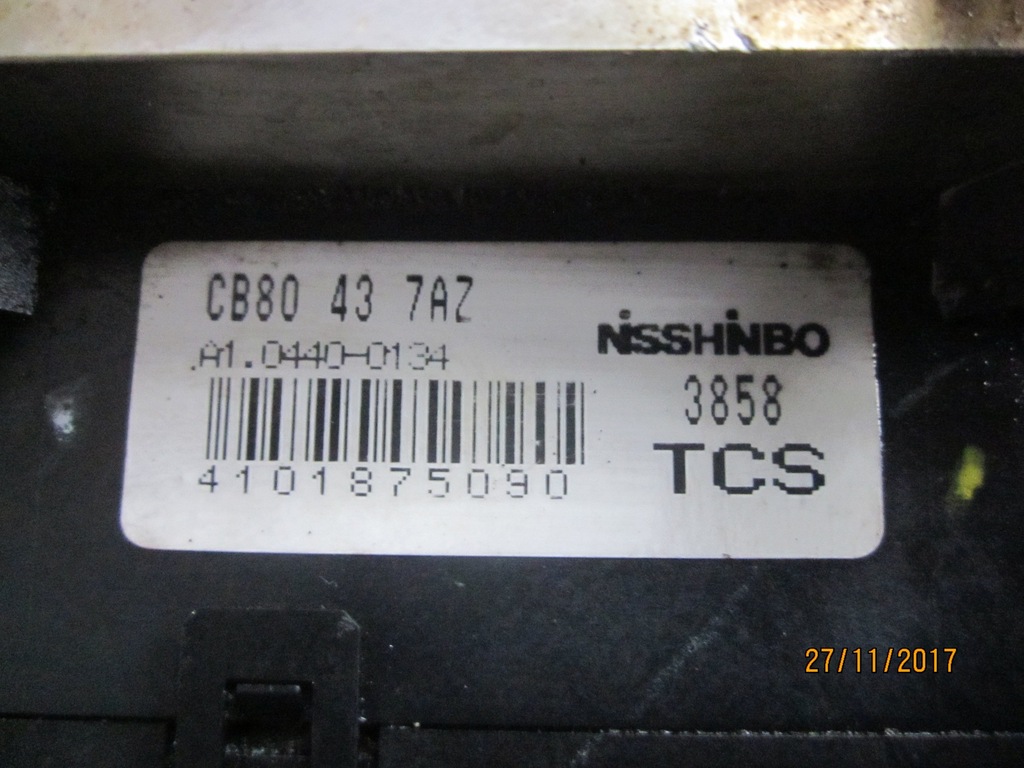 CB80 43 7AZ
NiSSHiNBO
A1.0440-0134
3858
TCS
4101875090
27/11/2017